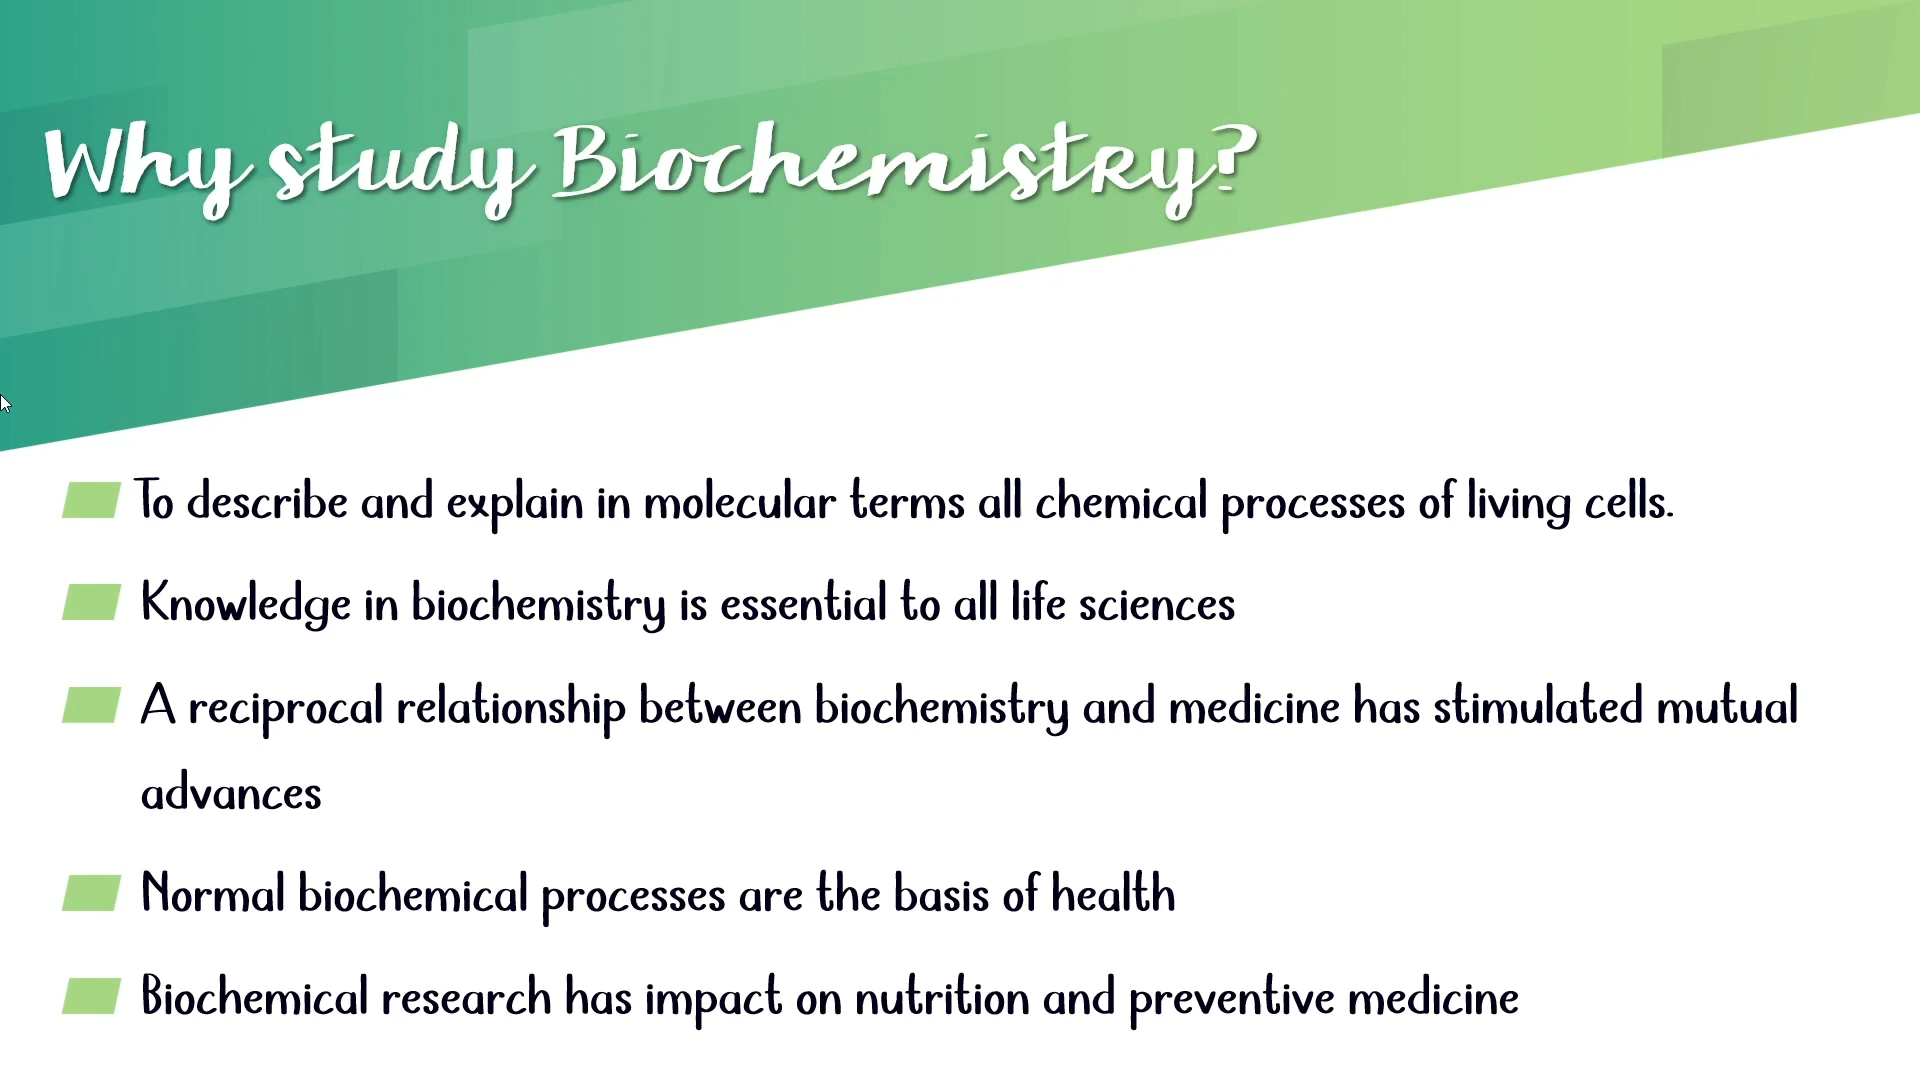 Why study Biochemistry?
To describe and explain in molecular terms all chemical processes of living cells.
Knowledge in biochemistry is essential to all life sciences
A reciprocal relationship between biochemistry and medicine has stimulated mutual
advances
Normal biochemical processes are the basis of health
Biochemical research has impact on nutrition and preventive medicine